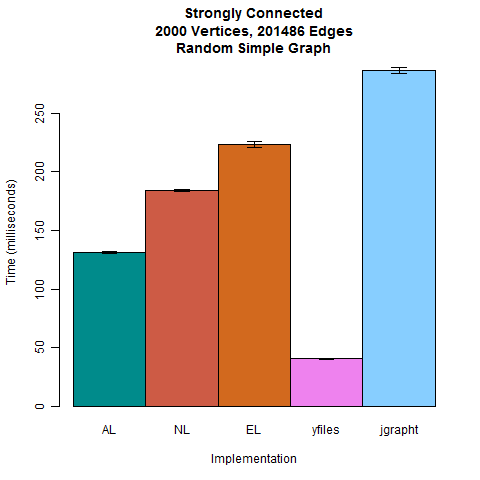 Strongly Connected
2000 Vertices, 201486 Edges
Random Simple Graph
Time (milliseconds)
250
200
150
100
50
0
AL NL EL yfiles jgrapht
Implementation